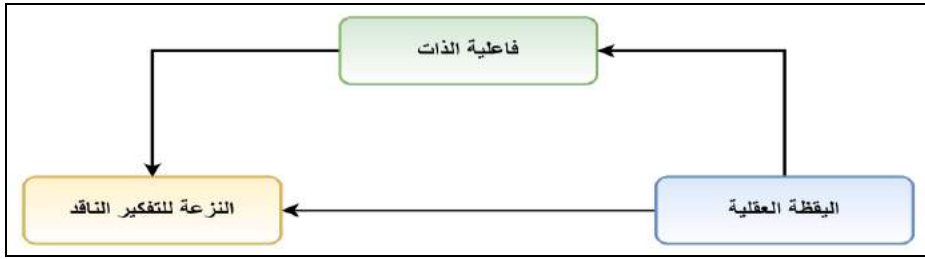 فاعلية الذات
اليقظة العقلية
النزعة للتفكير الناقد